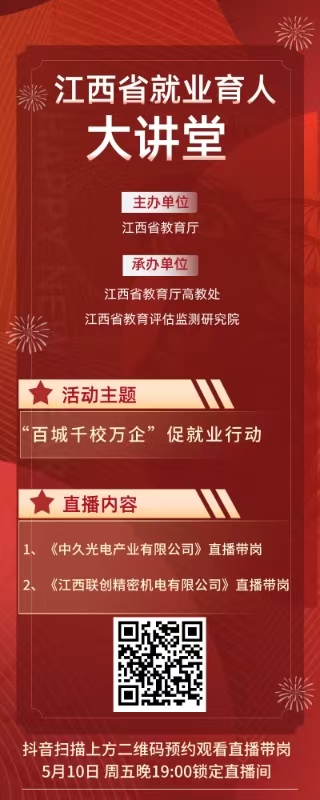 江西省就业育人
大讲堂
主办单位
江西省教育厅
承办单位
江西省教育厅高教处
江西省教育评估监测研究院
活动主题
“百城千校万企”促就业行动
直播内容
1、《中久光电产业有限公司》直播带岗
2、《江西联创精密机电有限公司》直播带岗
抖音扫描上方二维码预约观看直播带岗
5月10日 周五晚19:00锁定直播间